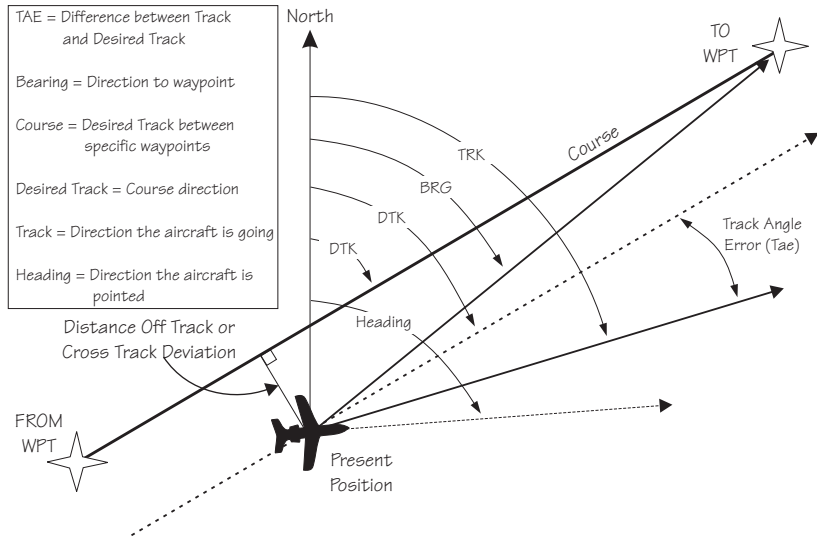 TAE = Difference between Track
and Desired Track
Bearing = Direction to waypoint
Course = Desired Track between
specific waypoints
Desired Track = Course direction
Track = Direction the aircraft is going
Heading = Direction the aircraft is
pointed
North
TO
WPT
Course
TRK
BRG
DTK
DTK
Track Angle
Error (Tae)
Heading
Distance Off Track or
Cross Track Deviation
FROM
WPT
Present
Position